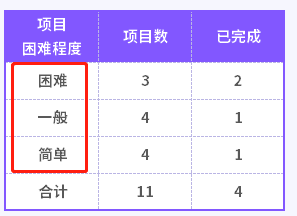 项目
困难程度 项目数 已完成
困难 3 2
一般 4 1
简单 4 1
合计 11 4